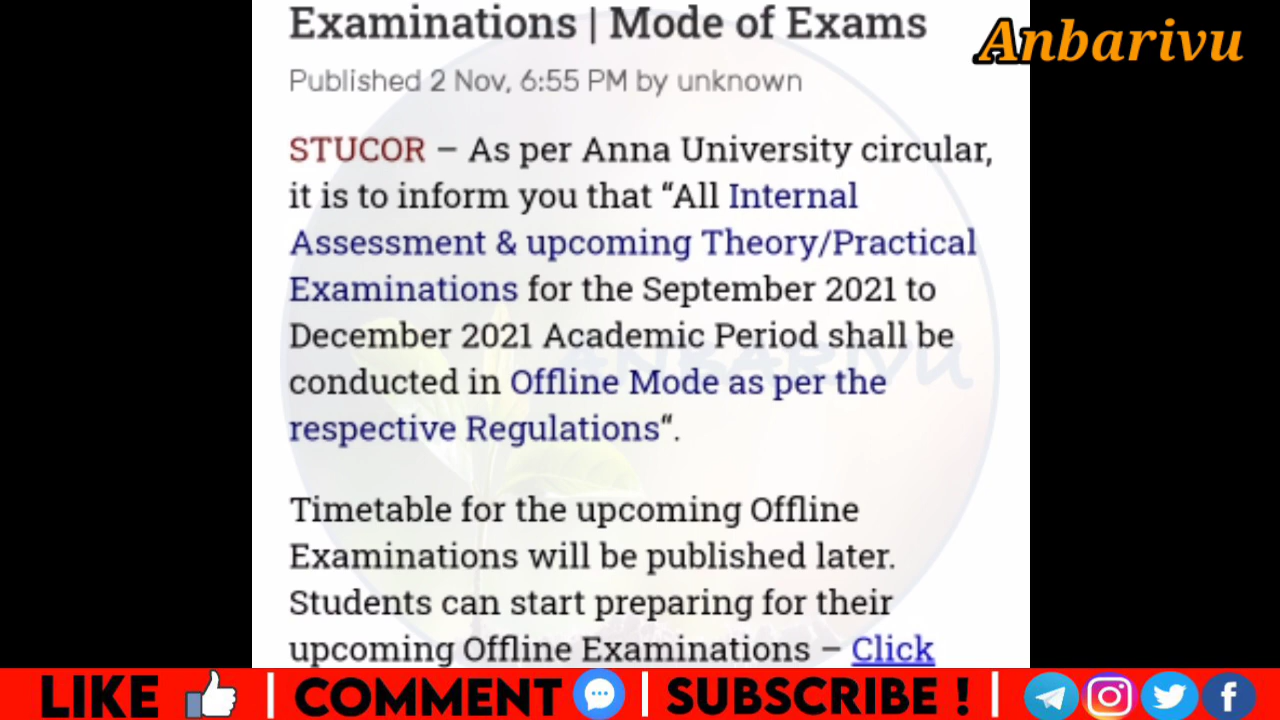 Examinations | Mode of Exams
Anbarivu
Published 2 Nov, 6:55 PM by unknown
STUCOR – As per Anna University circular,
it is to inform you that “All Internal
Assessment & upcoming Theory/Practical
Examinations for the September 2021 to
December 2021 Academic Period shall be
conducted in Offline Mode as per the
respective Regulations“.
ANBARIVU
Timetable for the upcoming Offline
Examinations will be published later.
Students can start preparing for their
upcoming Offline Examinations – Click
LIKE | COMMENT | SUBSCRIBE ! |